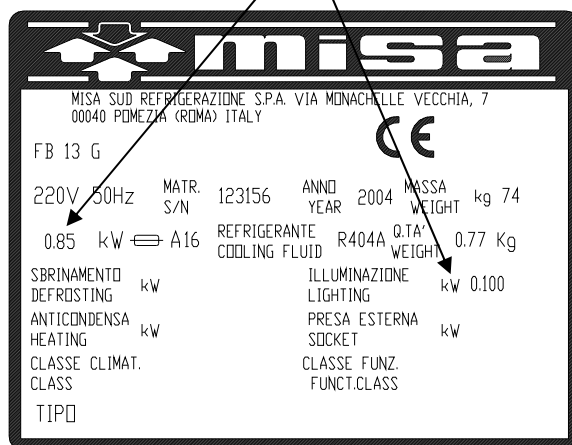 misa
MISA SUD REFRIGERAZIONE S.P.A. VIA MONACHELLE VECCHIA, 7
00040 POMEZIA (ROMA) ITALY
CE
FB 13 G
220V 50Hz MATR. S/N 123156 ANNO YEAR 2004 MASSA WEIGHT kg 74
0.85 kW A16 REFRIGERANTE COOLING FLUID R404A Q.TA' WEIGHT 0.77 Kg
SBRINAMENTO DEFROSTING kW ILLUMINAZIONE LIGHTING kW 0.100
ANTICONDENSA HEATING kW PRESA ESTERNA SOCKET kW
CLASSE CLIMAT. CLASSE FUNZ.
CLASS FUNCT.CLASS
TIPO